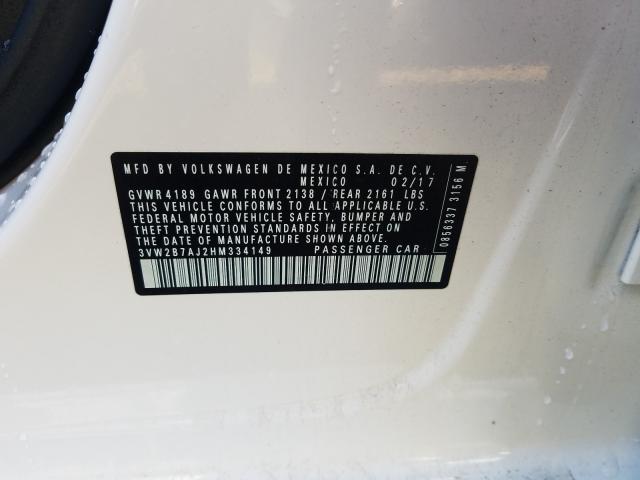 MFD BY VOLKSWAGEN DE MEXICO S.A. DE C.V.
MEXICO 02/17
GVWR 4189 GAWR FRONT 2138 / REAR 2161 LBS
THIS VEHICLE CONFORMS TO ALL APPLICABLE U.S.
FEDERAL MOTOR VEHICLE SAFETY, BUMPER AND
THEFT PREVENTION STANDARDS IN EFFECT ON THE
DATE OF MANUFACTURE SHOWN ABOVE.
3VW2B7AJ2HM334149 PASSENGER CAR
0856337 3156 M